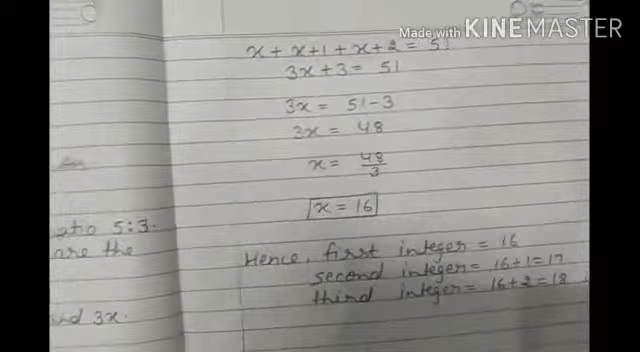 Made with KINEMASTER
x + x+1 + x+2 = 51
3x+3 = 51
3x = 51-3
3x = 48
x = 48/3
x = 16
atio 5:3.
are the
and 3x.
Hence, first integer = 16
second integer = 16+1=17
third integer = 16+2=18